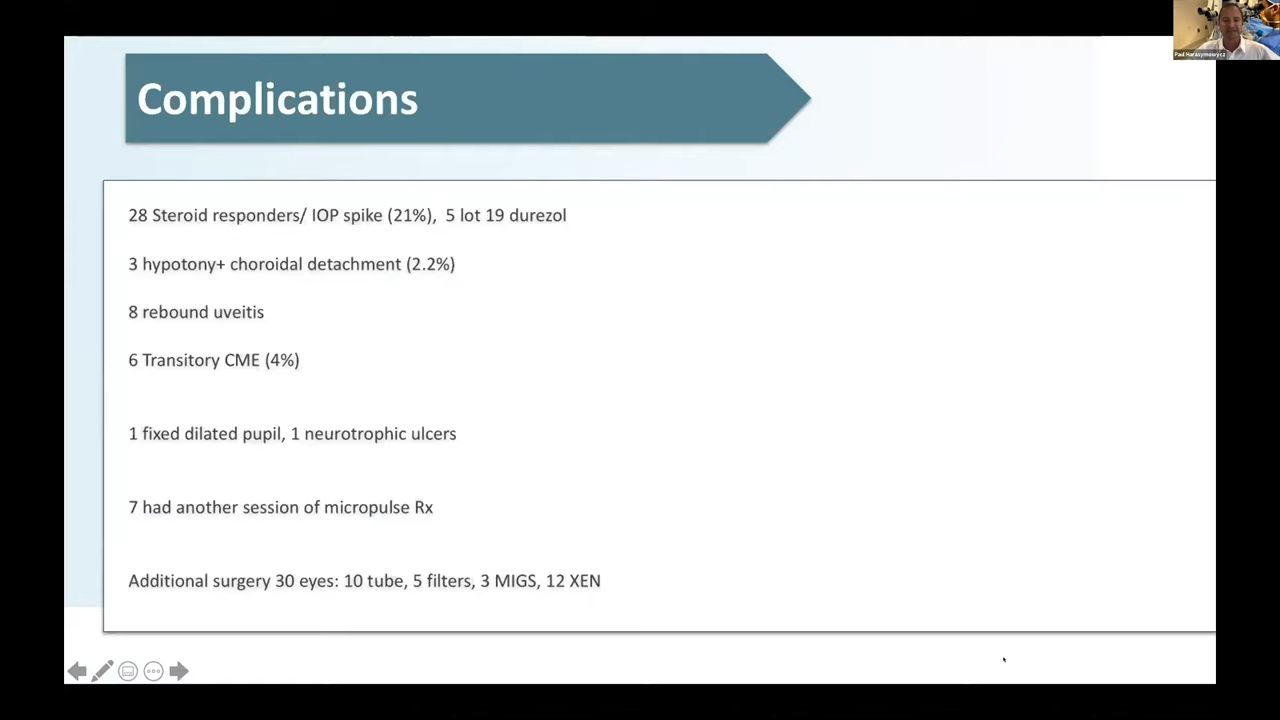 Paul Harasymowycz
Complications
28 Steroid responders/ IOP spike (21%),  5 lot 19 durezol
3 hypotony+ choroidal detachment (2.2%)
8 rebound uveitis
6 Transitory CME (4%)
1 fixed dilated pupil, 1 neurotrophic ulcers
7 had another session of micropulse Rx
Additional surgery 30 eyes: 10 tube, 5 filters, 3 MIGS, 12 XEN